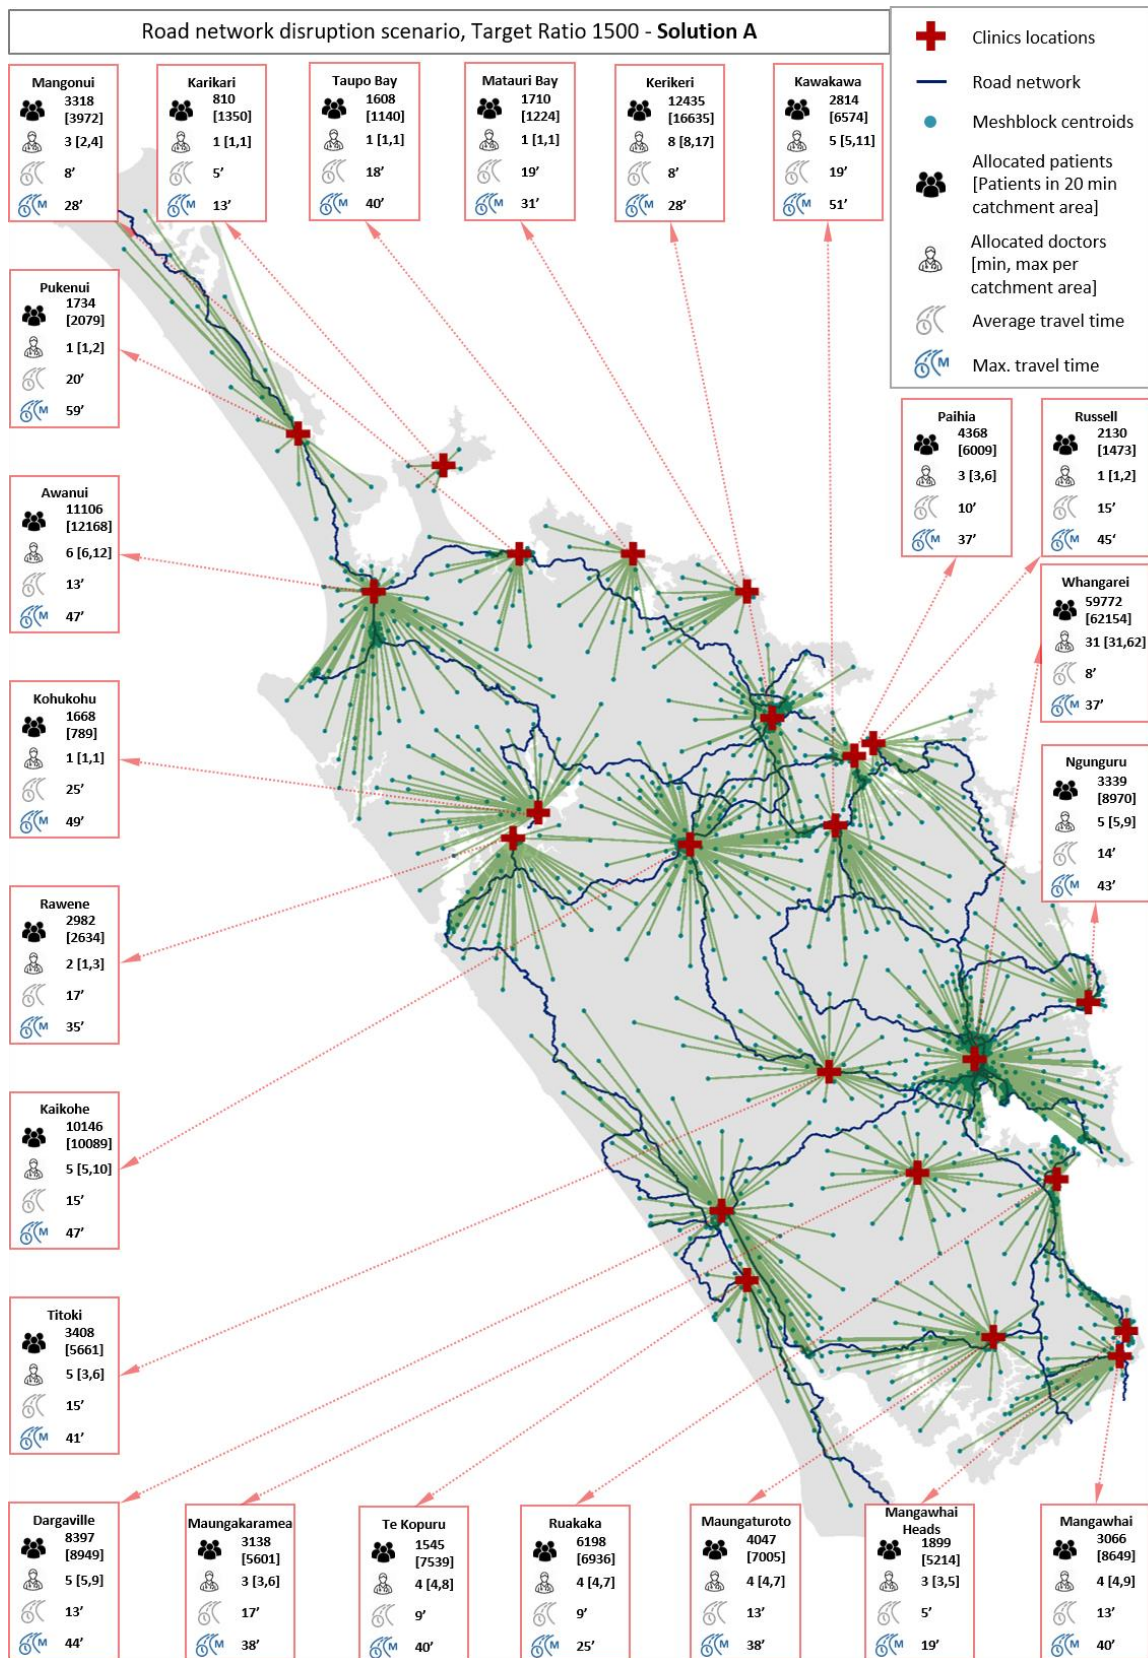 Road network disruption scenario, Target Ratio 1500 - Solution A
Clinics locations
Road network
Meshblock centroids
Allocated patients
[Patients in 20 min
catchment area]
Allocated doctors
[min, max per
catchment area]
Average travel time
M
Max. travel time
Mangonui
3318
[3972]
3 [2,4]
8’
M
28’
Karikari
810
[1350]
1 [1,1]
5’
M
13’
Taupo Bay
1608
[1140]
1 [1,1]
18’
M
40’
Matauri Bay
1710
[1224]
1 [1,1]
19’
M
31’
Kerikeri
12435
[16635]
8 [8,17]
8’
M
28’
Kawakawa
2814
[6574]
5 [5,11]
19’
M
51’
Pukenui
1734
[2079]
1 [1,2]
20’
M
59’
Paihia
4368
[6009]
3 [3,6]
10’
M
37’
Russell
2130
[1473]
1 [1,2]
15’
M
45‘
Awanui
11106
[12168]
6 [6,12]
13’
M
47’
Whangarei
59772
[62154]
31 [31,62]
8’
M
37’
Kohukohu
1668
[789]
1 [1,1]
25’
M
49’
Ngunguru
3339
[8970]
5 [5,9]
14’
M
43’
Rawene
2982
[2634]
2 [1,3]
17’
M
35’
Kaikohe
10146
[10089]
5 [5,10]
15’
M
47’
Titoki
3408
[5661]
5 [3,6]
15’
M
41’
Dargaville
8397
[8949]
5 [5,9]
13’
M
44’
Maungakaramea
3138
[5601]
3 [3,6]
17’
M
38’
Te Kopuru
1545
[7539]
4 [4,8]
9’
M
40’
Ruakaka
6198
[6936]
4 [4,7]
9’
M
25’
Maungaturoto
4047
[7005]
4 [4,7]
13’
M
38’
Mangawhai
Heads
1899
[5214]
3 [3,5]
5’
M
19’
Mangawhai
3066
[8649]
4 [4,9]
13’
M
40’